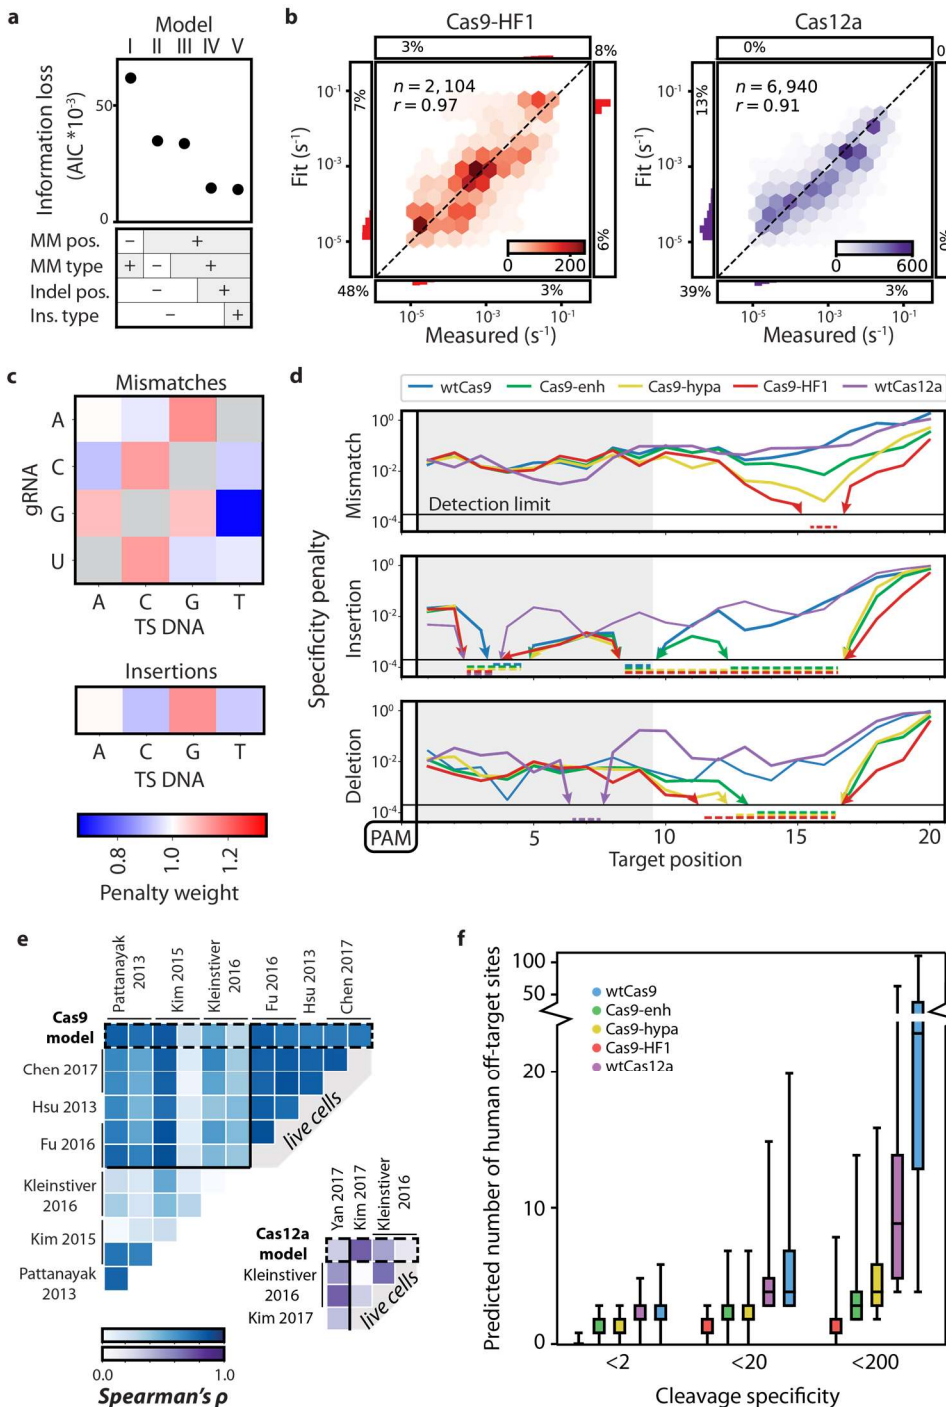 a
Model
I II III IV V
Information loss
(AIC *10⁻³)
50
0
MM pos. − +
MM type + − +
Indel pos. − +
Ins. type − +
b
Cas9-HF1
3%
8%
7%
n = 2, 104
r = 0.97
10⁻¹
10⁻³
10⁻⁵
Fit (s⁻¹)
6%
0 200
48%
3%
10⁻⁵ 10⁻³ 10⁻¹
Measured (s⁻¹)
Cas12a
0%
0
13%
n = 6, 940
r = 0.91
10⁻¹
10⁻³
10⁻⁵
Fit (s⁻¹)
0%
0 600
39%
3%
10⁻⁵ 10⁻³ 10⁻¹
Measured (s⁻¹)
c
Mismatches
gRNA
A
C
G
U
A C G T
TS DNA
Insertions
A C G T
TS DNA
0.8 1.0 1.2
Penalty weight
d
wtCas9 Cas9-enh Cas9-hypa Cas9-HF1 wtCas12a
Specificity penalty
Mismatch
10⁰
10⁻²
10⁻⁴
Detection limit
Insertion
10⁰
10⁻²
10⁻⁴
Deletion
10⁰
10⁻²
10⁻⁴
PAM 5 10 15 20
Target position
e
Pattanayak
2013
Kim 2015
Kleinstiver
2016
Fu 2016
Hsu 2013
Chen 2017
Cas9
model
Chen 2017
Hsu 2013
Fu 2016
Kleinstiver
2016
Kim 2015
Pattanayak
2013
live cells
Yan 2017
Kim 2017
Kleinstiver
2016
Cas12a
model
Kleinstiver
2016
Kim 2017
live cells
0.0 1.0
Spearman's ρ
f
Predicted number of human off-target sites
100
50
20
10
0
wtCas9
Cas9-enh
Cas9-hypa
Cas9-HF1
wtCas12a
<2 <20 <200
Cleavage specificity